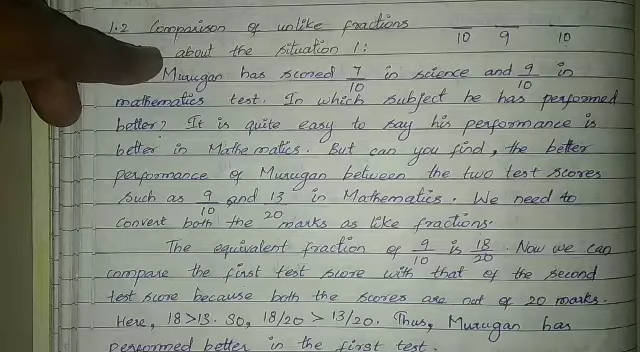 1.2 Comparison of unlike fractions
10 9 10
about the situation 1:
Murugan has scored 7/10 in science and 9/10 in
mathematics test. In which subject he has performed
better? It is quite easy to say his performance is
better in Mathematics. But can you find, the better
performance of Murugan between the two test scores
such as 9/10 and 13/20 in Mathematics. We need to
convert both the marks as like fractions.
The equivalent fraction of 9/10 is 18/20. Now we can
compare the first test score with that of the second
test score because both the scores are out of 20 marks.
Here, 18>13. So, 18/20 > 13/20. Thus, Murugan has
performed better in the first test.